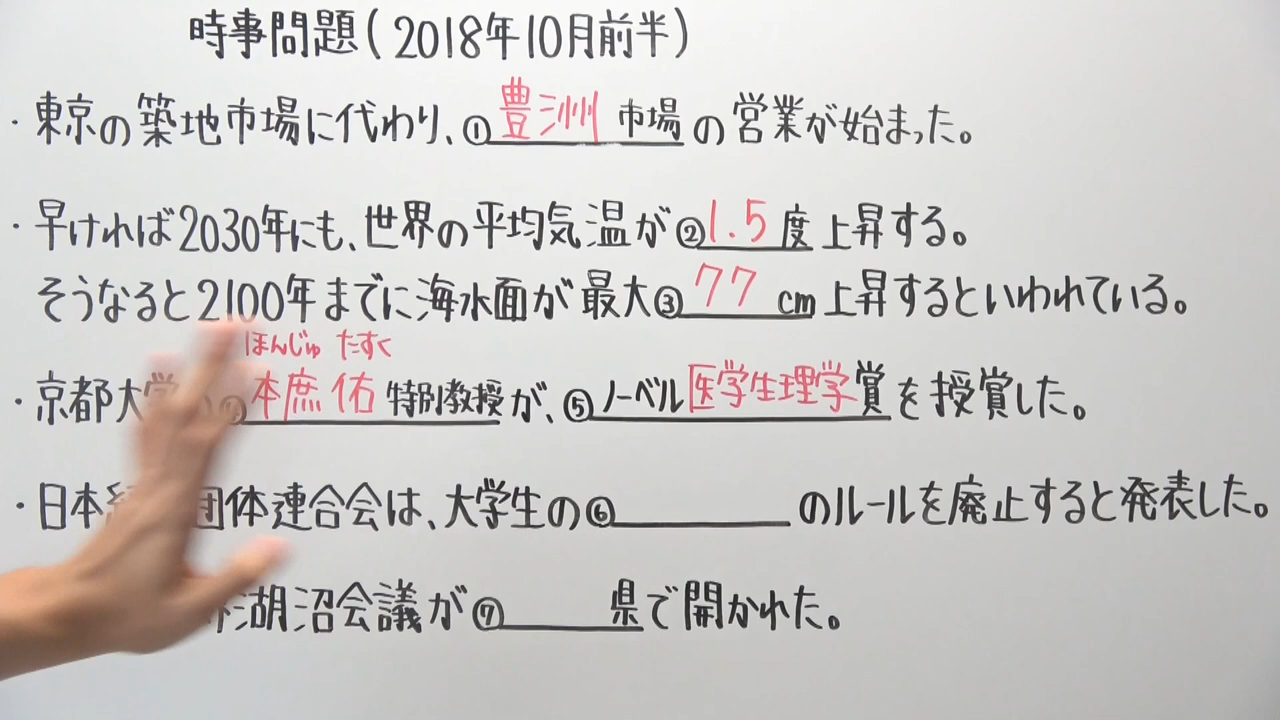 時事問題(2018年10月前半)
・東京の築地市場に代わり、①豊洲市場の営業が始まった。
・早ければ2030年にも、世界の平均気温が②1.5度上昇する。
そうなると2100年までに海水面が最大③77cm上昇するといわれている。
ほんじょ たすく
・京都大学 本庶佑特別教授が、⑤ノーベル医学生理学賞を授賞した。
・日本 団体連合会は、大学生の⑥ のルールを廃止すると発表した。
湖沼会議が⑦ 県で開かれた。